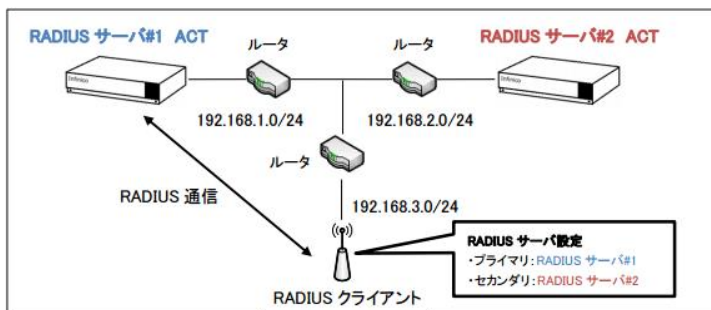 RADIUS サーバ#1 ACT
ルータ
ルータ
RADIUS サーバ#2 ACT
192.168.1.0/24
192.168.2.0/24
ルータ
RADIUS 通信
192.168.3.0/24
RADIUS サーバ設定
・プライマリ:RADIUS サーバ#1
・セカンダリ:RADIUS サーバ#2
RADIUS クライアント